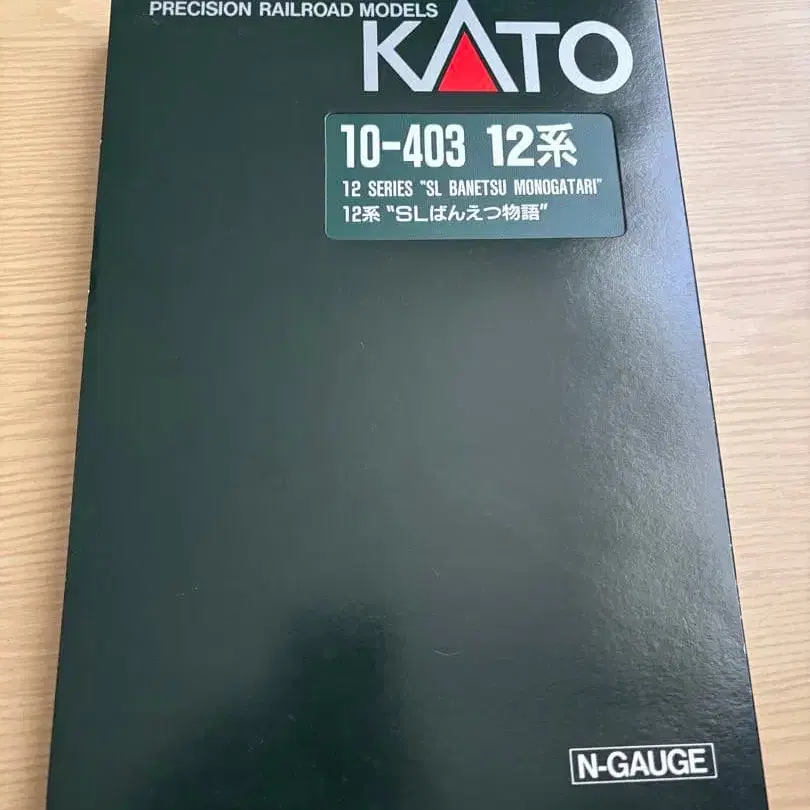 PRECISION RAILROAD MODELS
KATO
10-403 12系
12 SERIES "SL BANETSU MONOGATARI"
12系 "SLばんえつ物語"
N-GAUGE